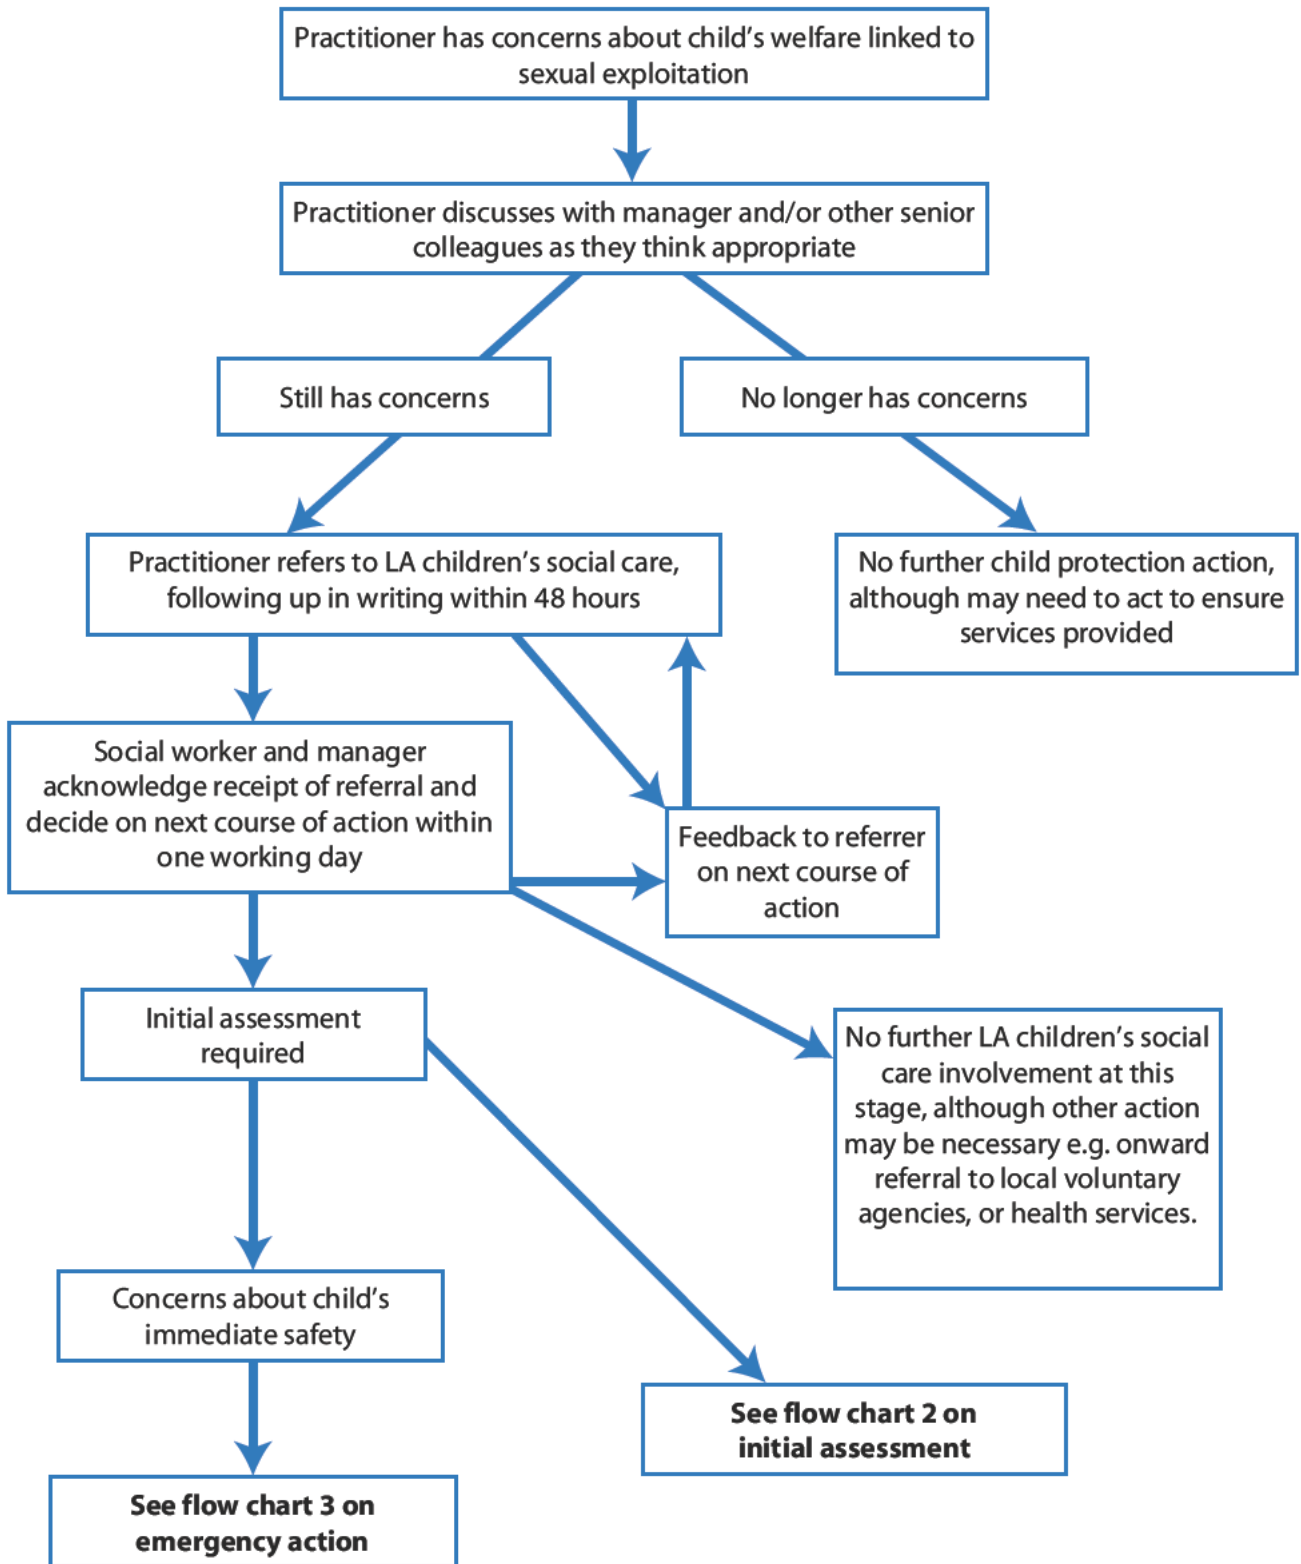 Practitioner has concerns about child’s welfare linked to
sexual exploitation
Practitioner discusses with manager and/or other senior
colleagues as they think appropriate
Still has concerns
No longer has concerns
Practitioner refers to LA children’s social care,
following up in writing within 48 hours
No further child protection action,
although may need to act to ensure
services provided
Social worker and manager
acknowledge receipt of referral and
decide on next course of action within
one working day
Feedback to referrer
on next course of
action
Initial assessment
required
No further LA children’s social
care involvement at this
stage, although other action
may be necessary e.g. onward
referral to local voluntary
agencies, or health services.
Concerns about child’s
immediate safety
See flow chart 2 on
initial assessment
See flow chart 3 on
emergency action